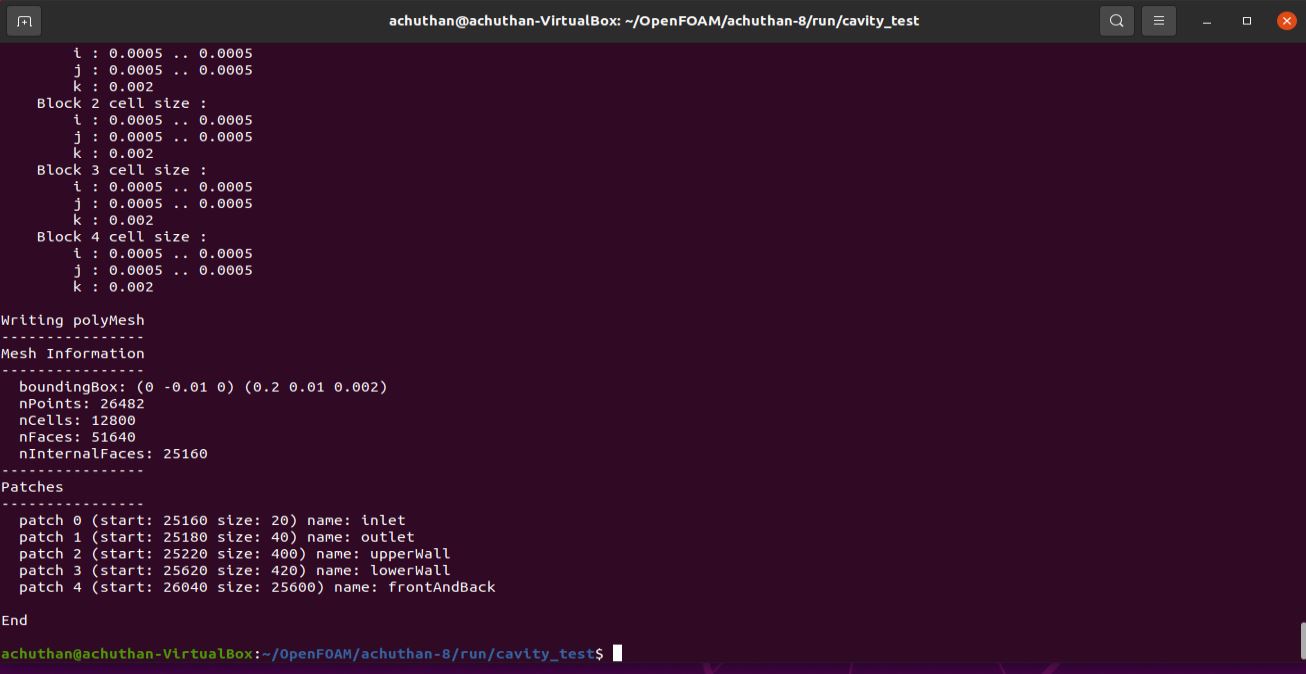 achuthan@achuthan-VirtualBox: ~/OpenFOAM/achuthan-8/run/cavity_test
i : 0.0005 .. 0.0005
j : 0.0005 .. 0.0005
k : 0.002
Block 2 cell size :
i : 0.0005 .. 0.0005
j : 0.0005 .. 0.0005
k : 0.002
Block 3 cell size :
i : 0.0005 .. 0.0005
j : 0.0005 .. 0.0005
k : 0.002
Block 4 cell size :
i : 0.0005 .. 0.0005
j : 0.0005 .. 0.0005
k : 0.002
Writing polyMesh
----------------
Mesh Information
----------------
boundingBox: (0 -0.01 0) (0.2 0.01 0.002)
nPoints: 26482
nCells: 12800
nFaces: 51640
nInternalFaces: 25160
----------------
Patches
----------------
patch 0 (start: 25160 size: 20) name: inlet
patch 1 (start: 25180 size: 40) name: outlet
patch 2 (start: 25220 size: 400) name: upperWall
patch 3 (start: 25620 size: 420) name: lowerWall
patch 4 (start: 26040 size: 25600) name: frontAndBack
End
achuthan@achuthan-VirtualBox:~/OpenFOAM/achuthan-8/run/cavity_test$